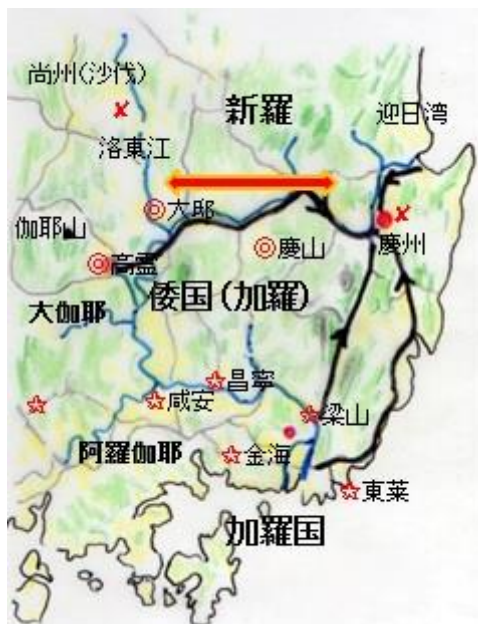 尚州(沙伐)
新羅
迎日湾
洛東江
大邱
伽耶山
慶山
慶州
高霊
倭国(加羅)
大伽耶
昌寧
咸安
梁山
阿羅伽耶
金海
東莱
加羅国